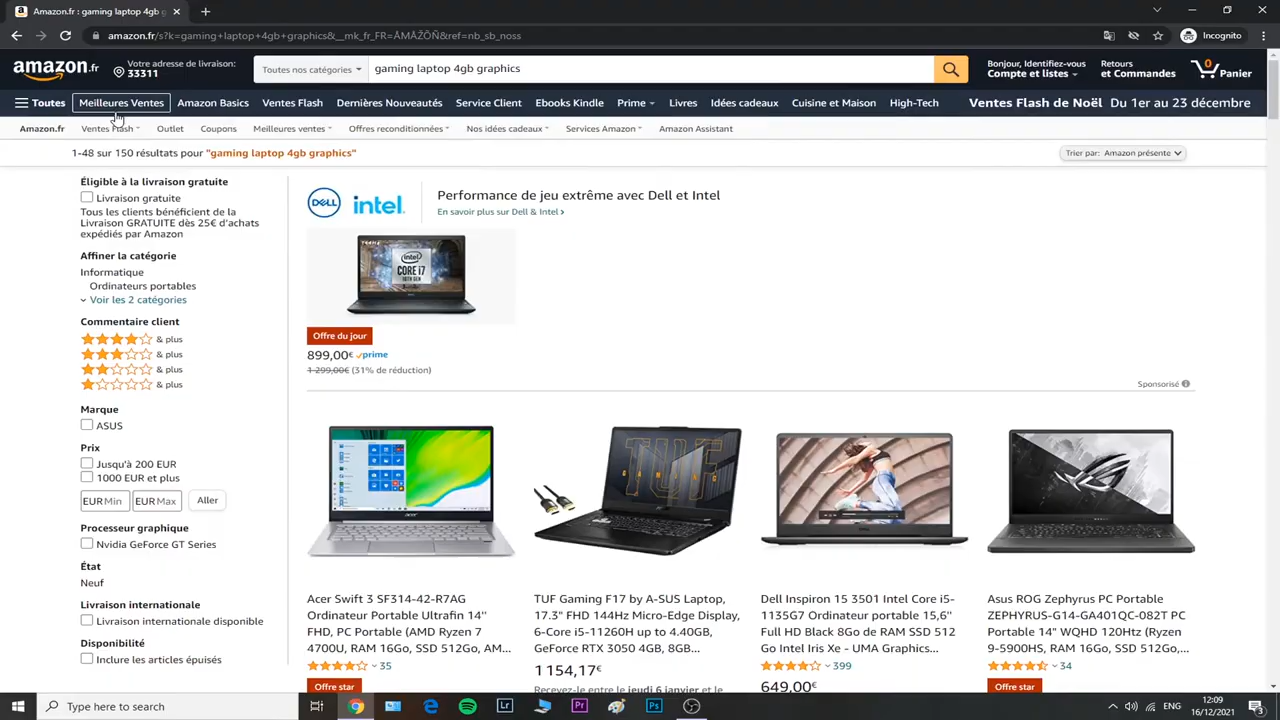 Amazon.fr : gaming laptop 4gb g
Incognito
amazon.fr/s?k=gaming+laptop+4gb+graphics&__mk_fr_FR=ÅMÅŽÕÑ&ref=nb_sb_noss
amazon.fr
Votre adresse de livraison:
33311
Toutes nos catégories
gaming laptop 4gb graphics
Bonjour, Identifiez-vous
Compte et listes
Retours
et Commandes
0
Panier
Toutes
Meilleures Ventes
Amazon Basics
Ventes Flash
Dernières Nouveautés
Service Client
Ebooks Kindle
Prime
Livres
Idées cadeaux
Cuisine et Maison
High-Tech
Ventes Flash de Noël Du 1er au 23 décembre
Amazon.fr
Ventes Flash
Outlet
Coupons
Meilleures ventes
Offres reconditionnées
Nos idées cadeaux
Services Amazon
Amazon Assistant
1-48 sur 150 résultats pour "gaming laptop 4gb graphics"
Trier par: Amazon présente
Éligible à la livraison gratuite
Livraison gratuite
Tous les clients bénéficient de la
Livraison GRATUITE dès 25€ d'achats
expédiés par Amazon
Affiner la catégorie
Informatique
Ordinateurs portables
Voir les 2 catégories
Commentaire client
& plus
& plus
& plus
& plus
Marque
ASUS
Prix
Jusqu'à 200 EUR
1000 EUR et plus
EUR Min
EUR Max
Aller
Processeur graphique
Nvidia GeForce GT Series
État
Neuf
Livraison internationale
Livraison internationale disponible
Disponibilité
Inclure les articles épuisés
DELL
intel.
Performance de jeu extrême avec Dell et Intel
En savoir plus sur Dell & Intel
intel
CORE i7
10TH GEN
Offre du jour
899,00€ prime
1 299,00€ (31% de réduction)
Sponsorisé
Acer Swift 3 SF314-42-R7AG
Ordinateur Portable Ultrafin 14''
FHD, PC Portable (AMD Ryzen 7
4700U, RAM 16Go, SSD 512Go, AM...
35
Offre star
TUF
GAMING
TUF Gaming F17 by A-SUS Laptop,
17.3" FHD 144Hz Micro-Edge Display,
6-Core i5-11260H up to 4.40GB,
GeForce RTX 3050 4GB, 8GB...
1 154,17€
Recevez-le entre le jeudi 6 janvier et le
Dell Inspiron 15 3501 Intel Core i5-
1135G7 Ordinateur portable 15,6''
Full HD Black 8Go de RAM SSD 512
Go Intel Iris Xe - UMA Graphics...
399
649,00€
Asus ROG Zephyrus PC Portable
ZEPHYRUS-G14-GA401QC-082T PC
Portable 14" WQHD 120Htz (Ryzen
9-5900HS, RAM 16Go, SSD 512Go,...
34
Offre star
Type here to search
Lr
Pr
Ps
ENG
12:09
16/12/2021
3